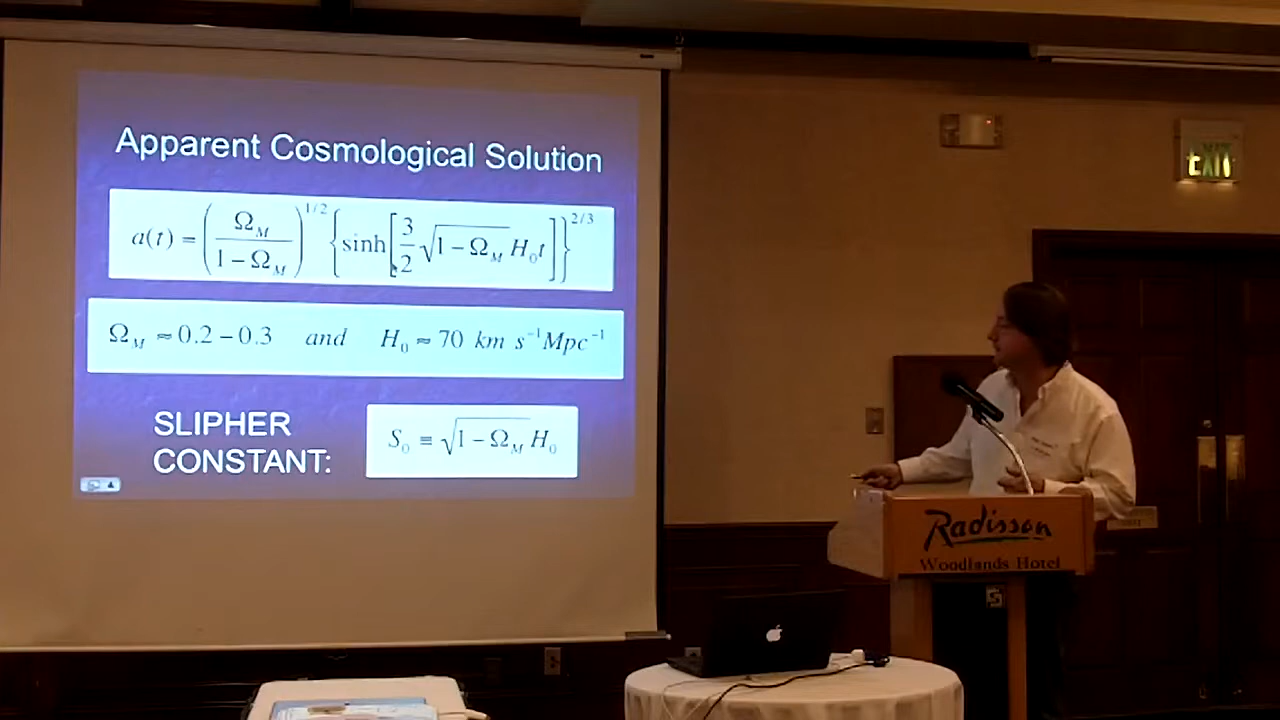 Apparent Cosmological Solution
a(t) = (Ω_M / 1 − Ω_M)^1/2 {sinh[3/2 √(1 − Ω_M) H_0 t]}^2/3
Ω_M ≈ 0.2 − 0.3 and H_0 ≈ 70 km s^−1 Mpc^−1
SLIPHER
CONSTANT:
S_0 ≡ √(1 − Ω_M) H_0
EXIT
Radisson
Woodlands Hotel